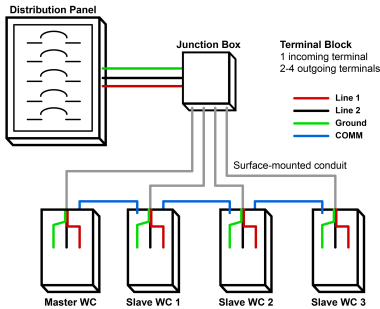 Distribution Panel
Junction Box
Terminal Block
1 incoming terminal
2-4 outgoing terminals
Line 1
Line 2
Ground
COMM
Surface-mounted conduit
Master WC
Slave WC 1
Slave WC 2
Slave WC 3